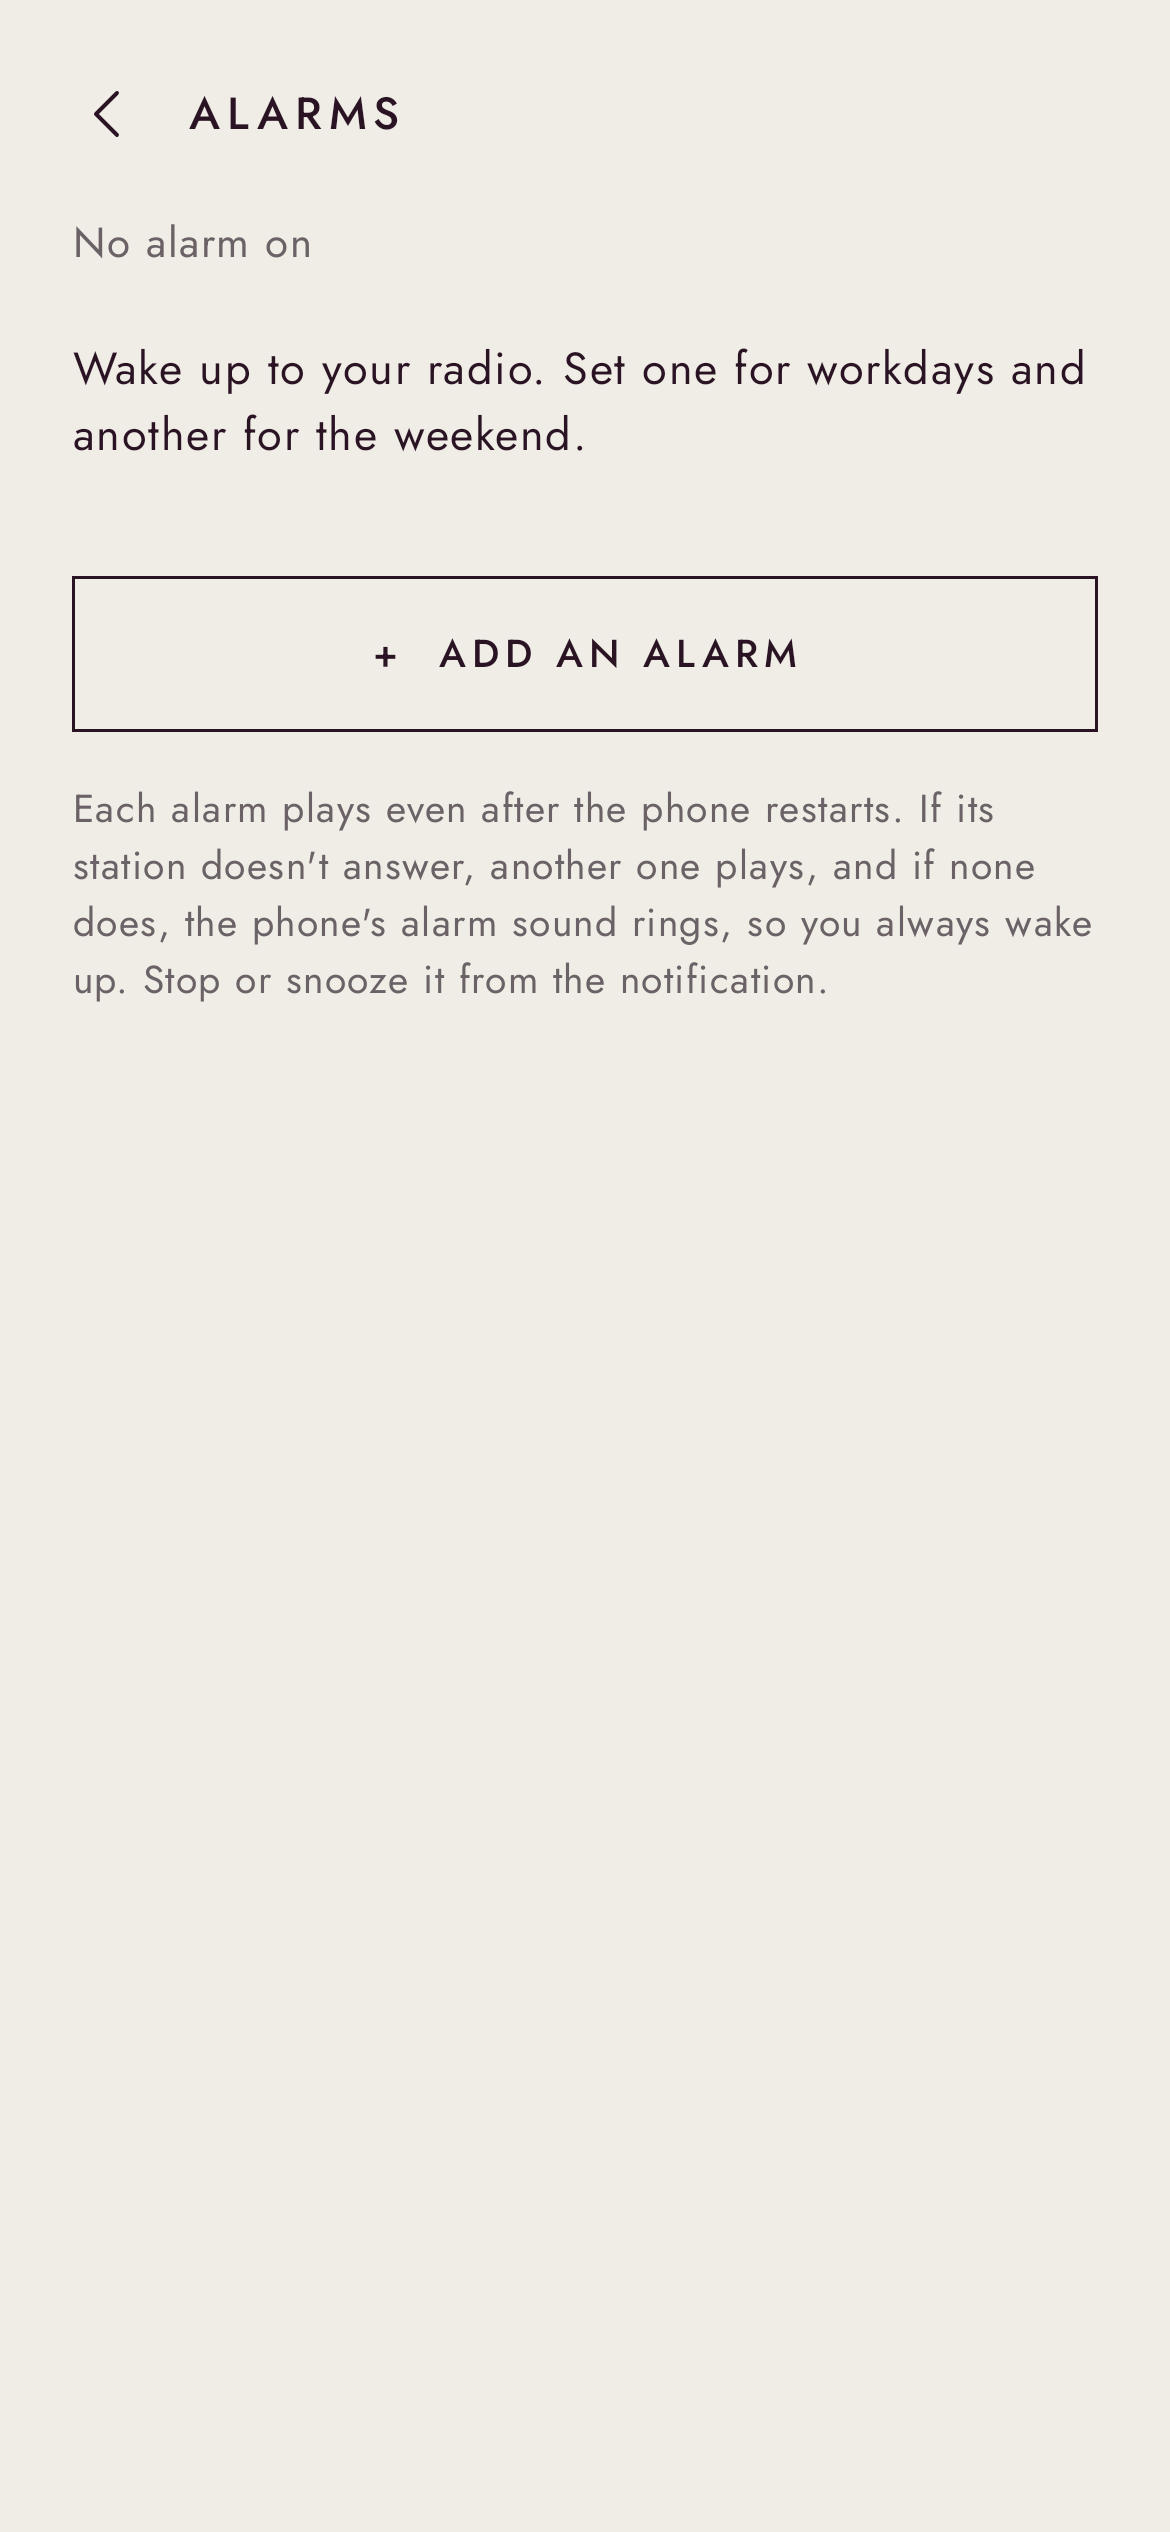 ALARMS
No alarm on
Wake up to your radio. Set one for workdays and
another for the weekend.
+ ADD AN ALARM
Each alarm plays even after the phone restarts. If its
station doesn't answer, another one plays, and if none
does, the phone's alarm sound rings, so you always wake
up. Stop or snooze it from the notification.